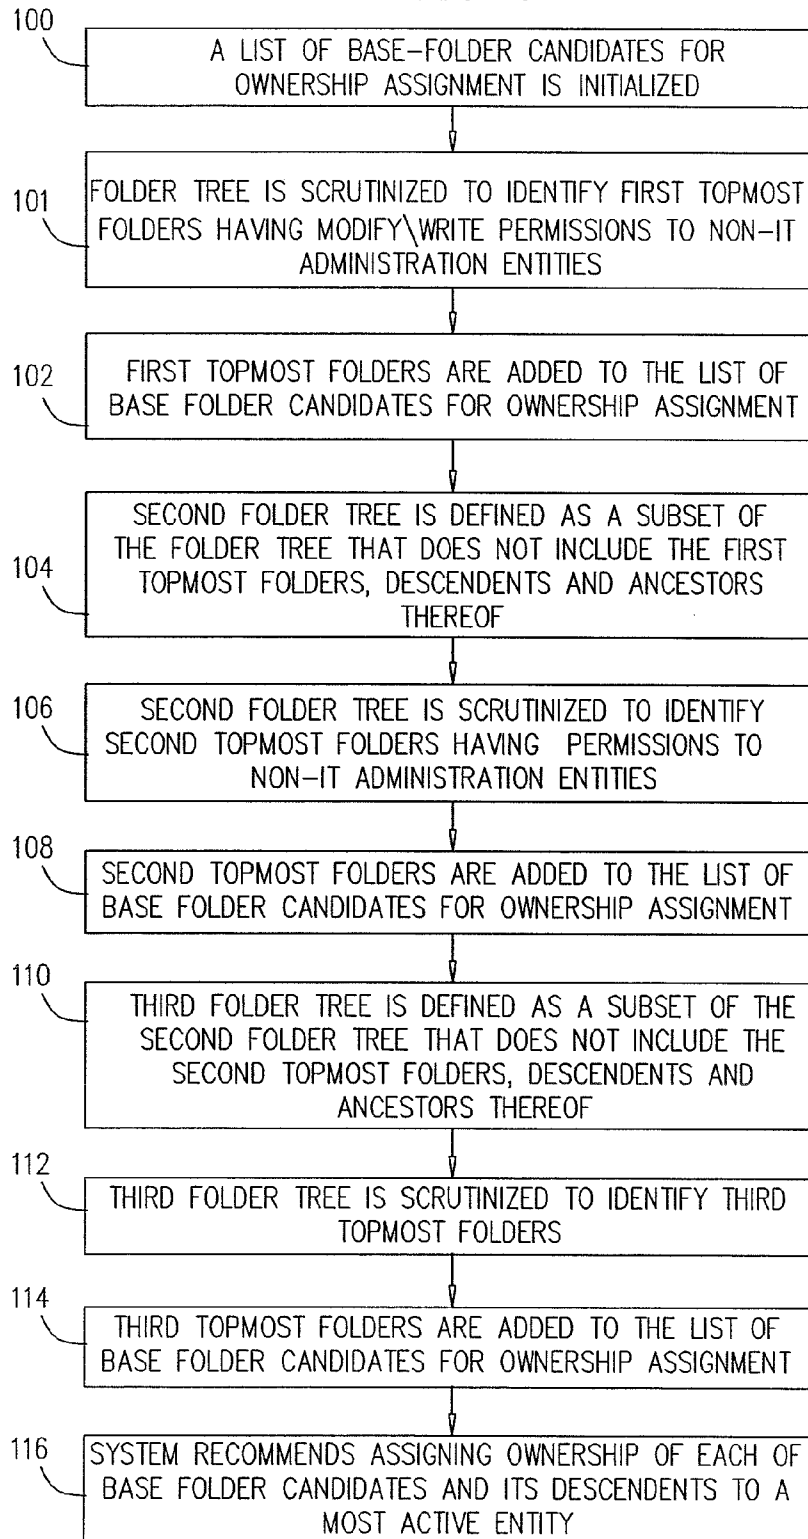 100
A LIST OF BASE-FOLDER CANDIDATES FOR
OWNERSHIP ASSIGNMENT IS INITIALIZED
101
FOLDER TREE IS SCRUTINIZED TO IDENTIFY FIRST TOPMOST
FOLDERS HAVING MODIFY\WRITE PERMISSIONS TO NON-IT
ADMINISTRATION ENTITIES
102
FIRST TOPMOST FOLDERS ARE ADDED TO THE LIST OF
BASE FOLDER CANDIDATES FOR OWNERSHIP ASSIGNMENT
104
SECOND FOLDER TREE IS DEFINED AS A SUBSET OF
THE FOLDER TREE THAT DOES NOT INCLUDE THE FIRST
TOPMOST FOLDERS, DESCENDENTS AND ANCESTORS
THEREOF
106
SECOND FOLDER TREE IS SCRUTINIZED TO IDENTIFY
SECOND TOPMOST FOLDERS HAVING PERMISSIONS TO
NON-IT ADMINISTRATION ENTITIES
108
SECOND TOPMOST FOLDERS ARE ADDED TO THE LIST OF
BASE FOLDER CANDIDATES FOR OWNERSHIP ASSIGNMENT
110
THIRD FOLDER TREE IS DEFINED AS A SUBSET OF THE
SECOND FOLDER TREE THAT DOES NOT INCLUDE THE
SECOND TOPMOST FOLDERS, DESCENDENTS AND
ANCESTORS THEREOF
112
THIRD FOLDER TREE IS SCRUTINIZED TO IDENTIFY THIRD
TOPMOST FOLDERS
114
THIRD TOPMOST FOLDERS ARE ADDED TO THE LIST OF
BASE FOLDER CANDIDATES FOR OWNERSHIP ASSIGNMENT
116
SYSTEM RECOMMENDS ASSIGNING OWNERSHIP OF EACH OF
BASE FOLDER CANDIDATES AND ITS DESCENDENTS TO A
MOST ACTIVE ENTITY